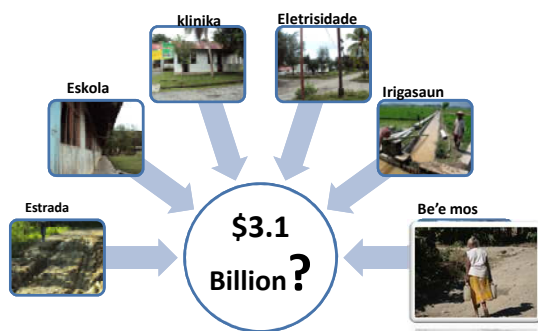 klinika
Eletrisidade
Eskola
Irigasaun
Estrada
Be'e mos
$3.1
Billion?